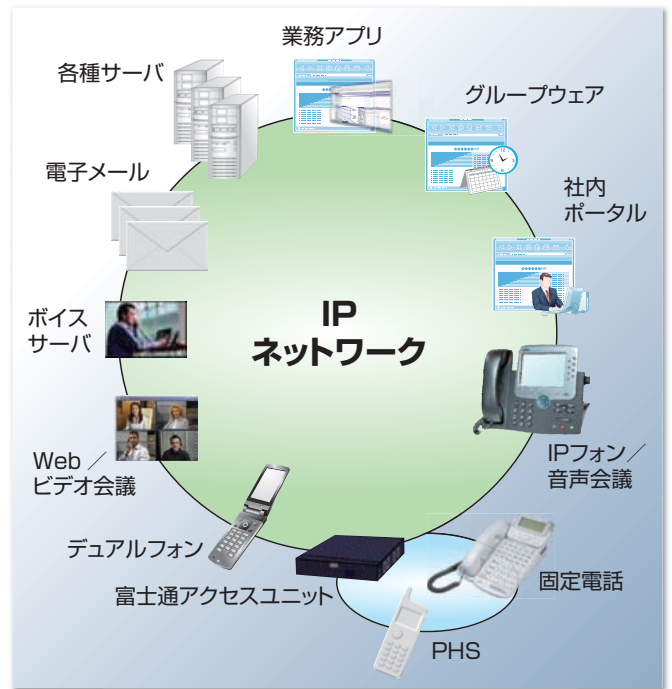 業務アプリ
各種サーバ
グループウェア
電子メール
社内
ポータル
IP
ネットワーク
ボイス
サーバ
Web ／
ビデオ会議
IPフォン／
音声会議
デュアルフォン
富士通アクセスユニット
固定電話
PHS